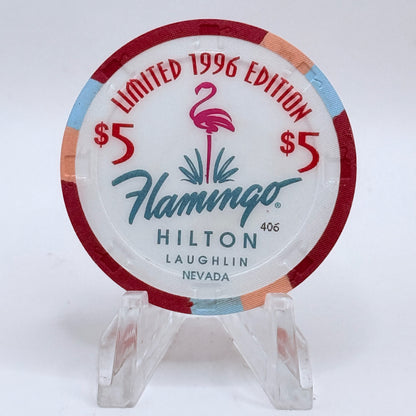 LIMITED 1996 EDITION
$5 $5
Flamingo®
406
HILTON
LAUGHLIN
NEVADA